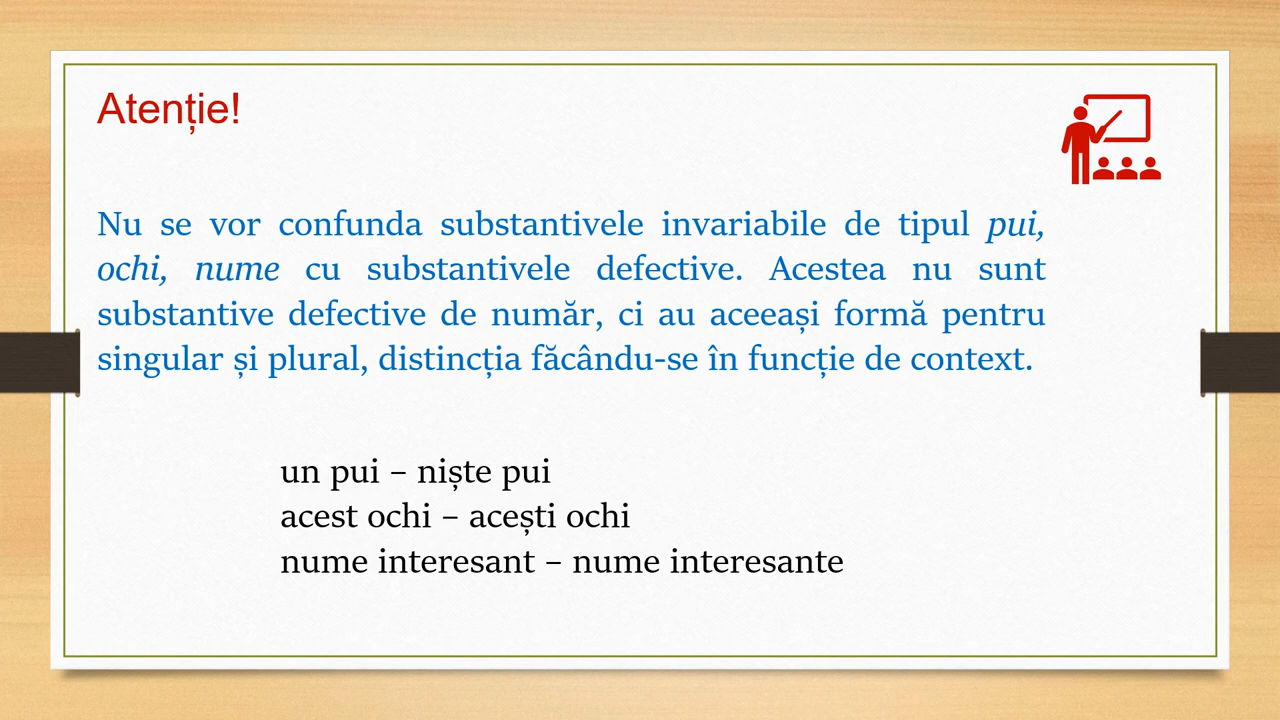 Atenție!
Nu se vor confunda substantivele invariabile de tipul pui,
ochi, nume cu substantivele defective. Acestea nu sunt
substantive defective de număr, ci au aceeași formă pentru
singular și plural, distincția făcându-se în funcție de context.
un pui – niște pui
acest ochi – acești ochi
nume interesant – nume interesante